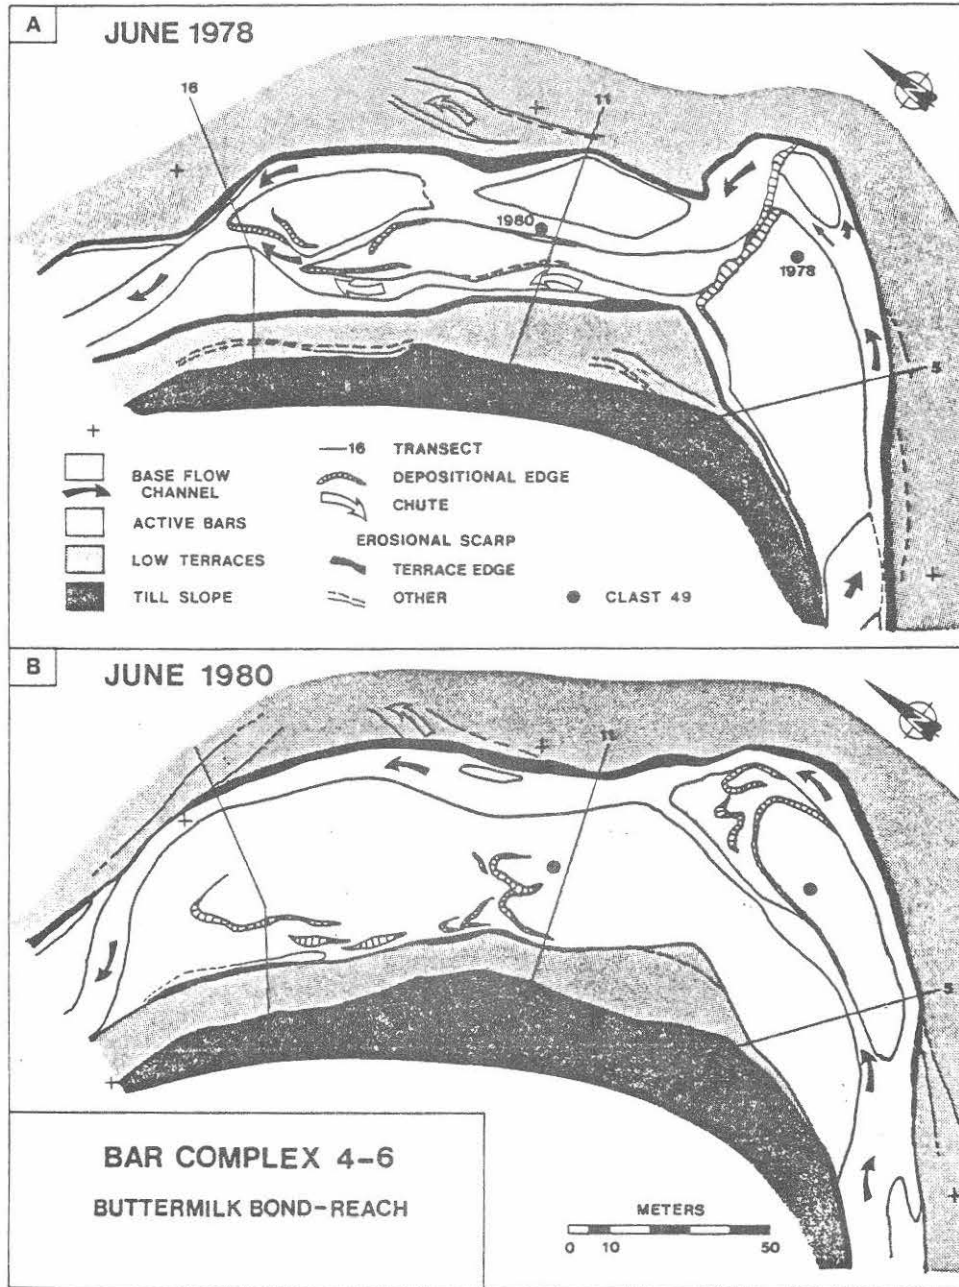 A
JUNE 1978
N
16
11
1980
1978
5
BASE FLOW
CHANNEL
ACTIVE BARS
LOW TERRACES
TILL SLOPE
16 TRANSECT
DEPOSITIONAL EDGE
CHUTE
EROSIONAL SCARP
TERRACE EDGE
OTHER
CLAST 49
B
JUNE 1980
N
11
5
BAR COMPLEX 4-6
BUTTERMILK BOND-REACH
METERS
0 10 50